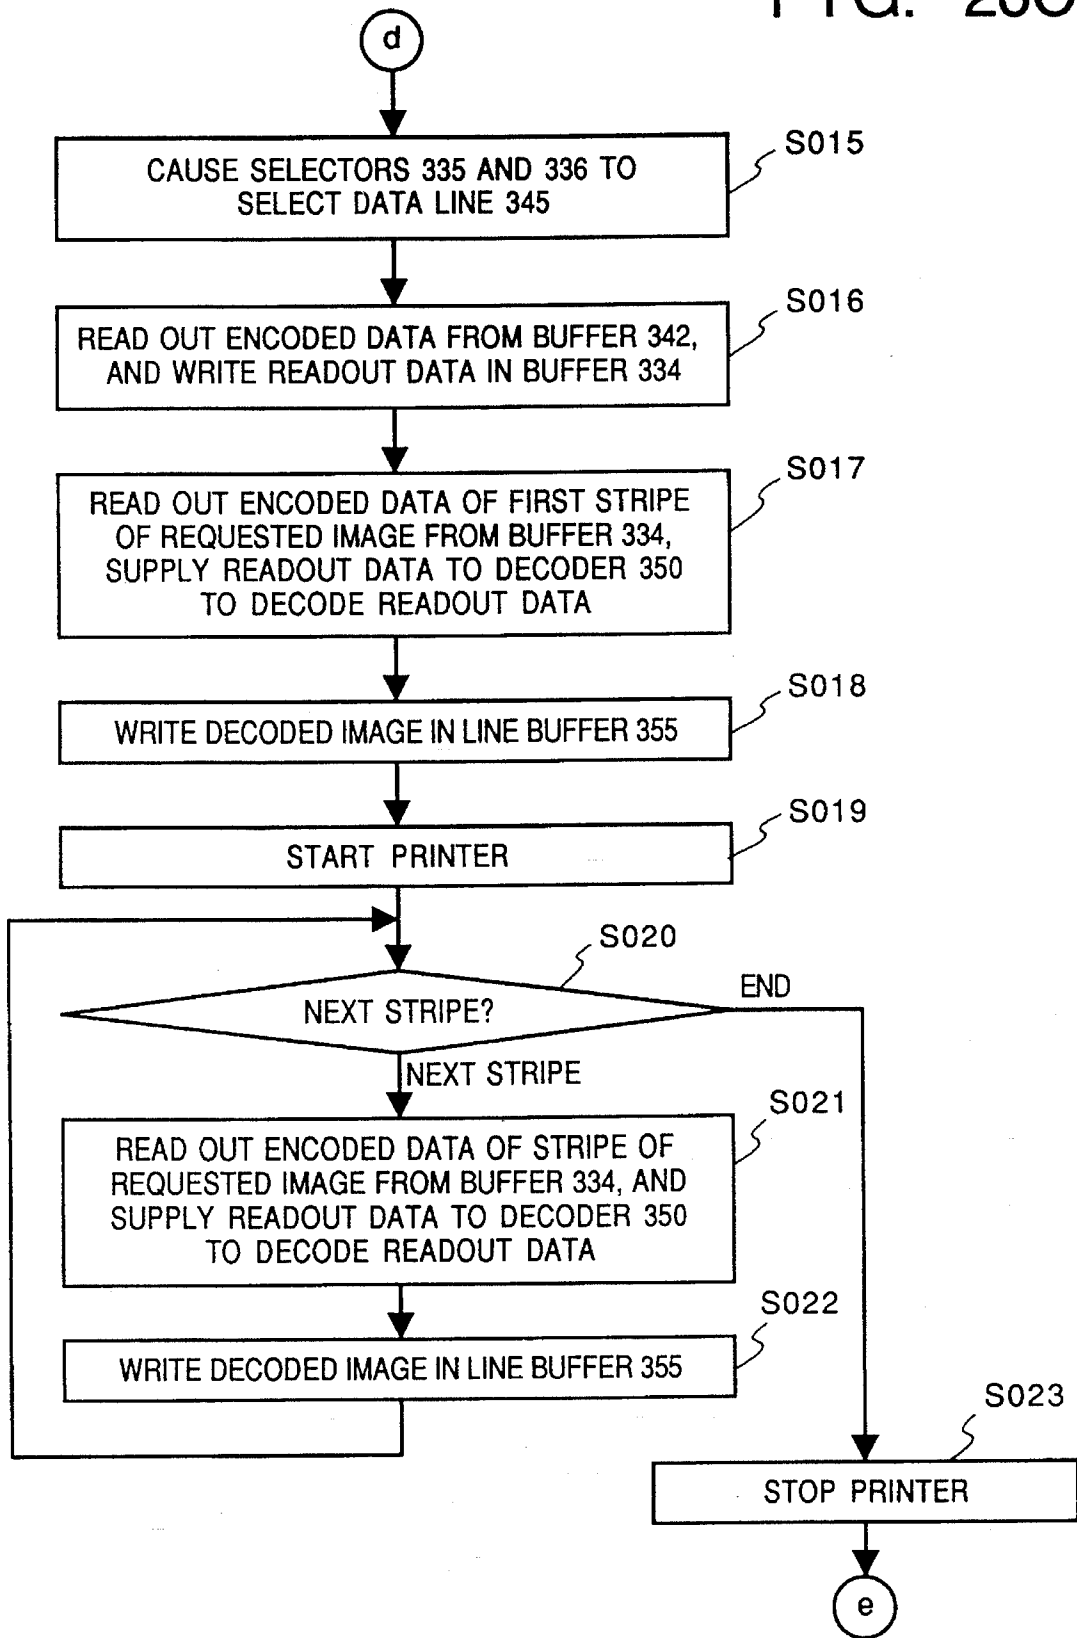 d
CAUSE SELECTORS 335 AND 336 TO
SELECT DATA LINE 345
S015
READ OUT ENCODED DATA FROM BUFFER 342,
AND WRITE READOUT DATA IN BUFFER 334
S016
READ OUT ENCODED DATA OF FIRST STRIPE
OF REQUESTED IMAGE FROM BUFFER 334,
SUPPLY READOUT DATA TO DECODER 350
TO DECODE READOUT DATA
S017
WRITE DECODED IMAGE IN LINE BUFFER 355
S018
START PRINTER
S019
NEXT STRIPE?
S020
END
NEXT STRIPE
READ OUT ENCODED DATA OF STRIPE OF
REQUESTED IMAGE FROM BUFFER 334, AND
SUPPLY READOUT DATA TO DECODER 350
TO DECODE READOUT DATA
S021
WRITE DECODED IMAGE IN LINE BUFFER 355
S022
STOP PRINTER
S023
e